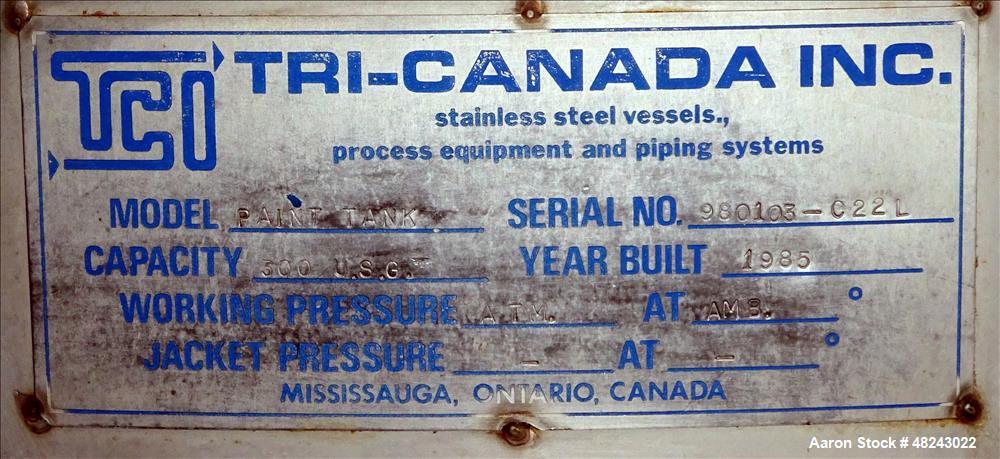 TCI TRI-CANADA INC.
stainless steel vessels.,
process equipment and piping systems
MODEL PAINT TANK SERIAL NO. 980103-C22L
CAPACITY 300 U.S.G. YEAR BUILT 1985
WORKING PRESSURE A.T.M. AT AMB. °
JACKET PRESSURE - AT - °
MISSISSAUGA, ONTARIO, CANADA
Aaron Stock # 48243022